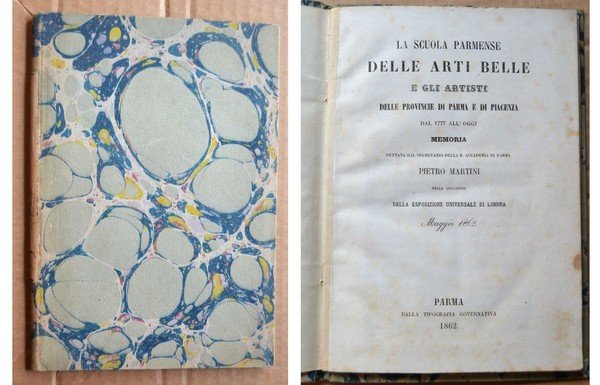 LA SCUOLA PARMENSE
DELLE ARTI BELLE
E GLI ARTISTI
DELLE PROVINCIE DI PARMA E DI PIACENZA
DAL 1777 ALL'OGGI
MEMORIA
DETTATA DAL SEGRETARIO DELLA R. ACCADEMIA DI PARMA
PIETRO MARTINI
NELLA OCCASIONE
DELLA ESPOSIZIONE UNIVERSALE DI LONDRA
Maggio 1862.
PARMA
DALLA TIPOGRAFIA GOVERNATIVA
1862.